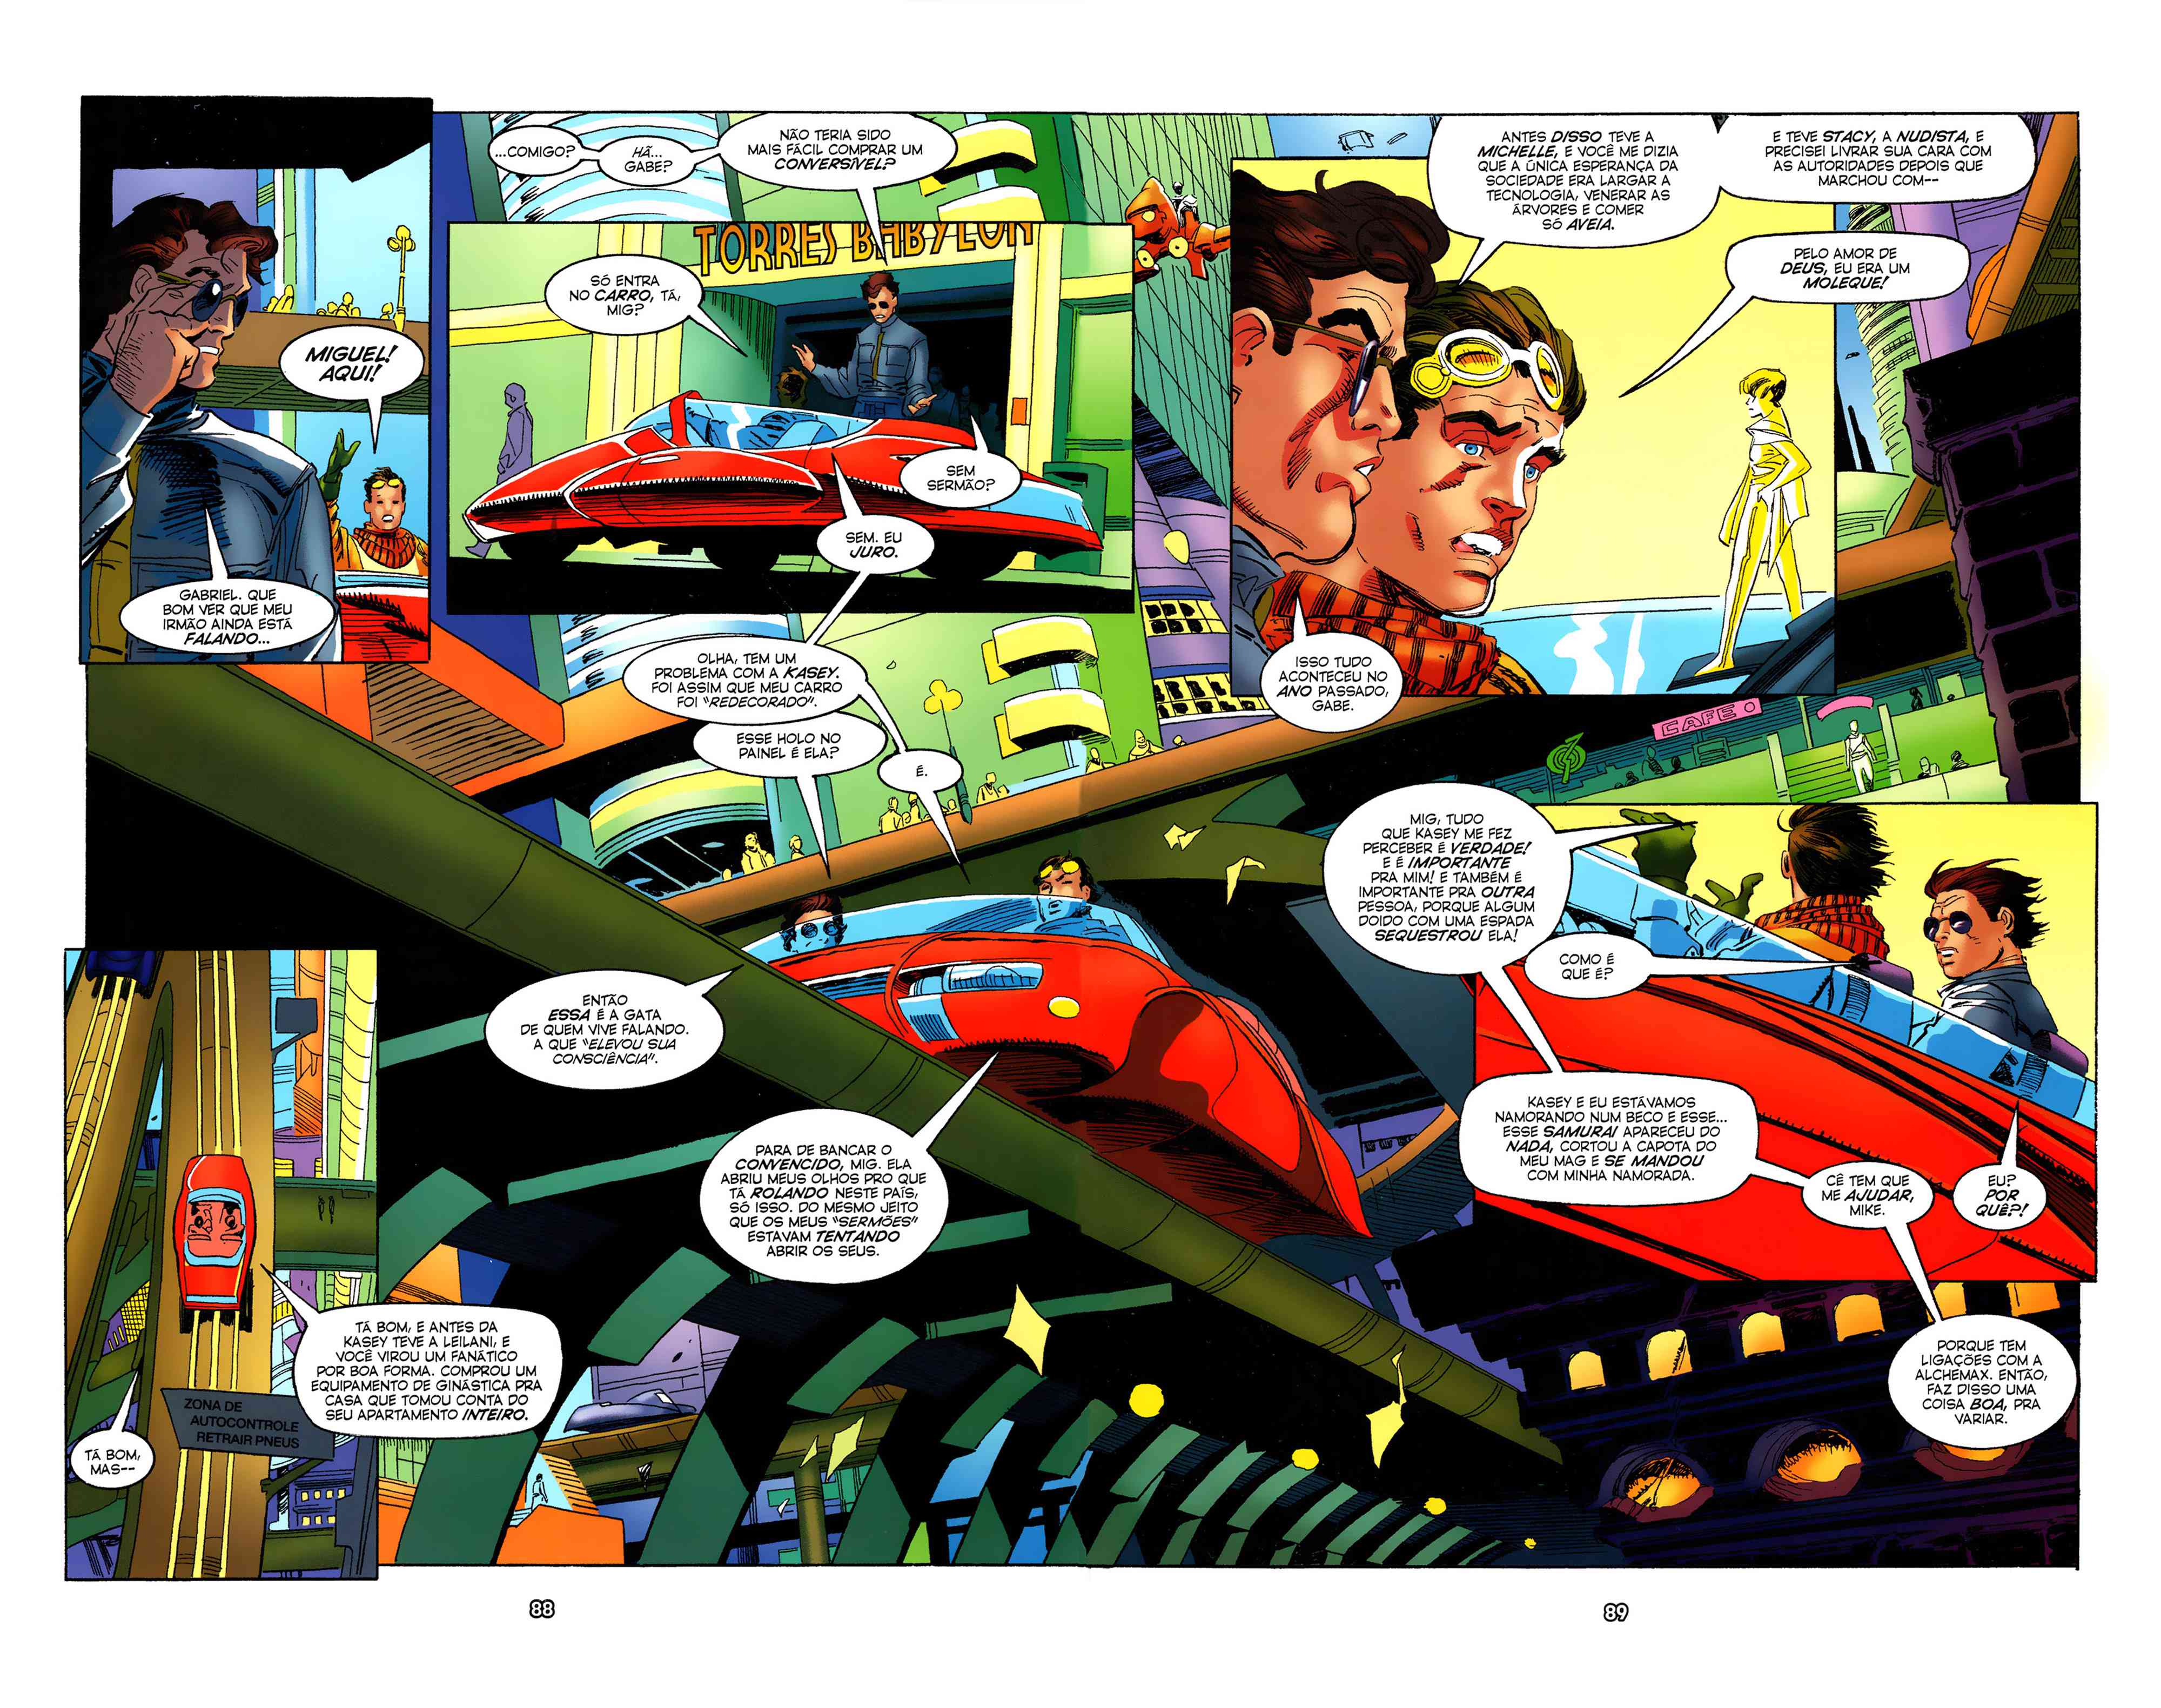 MIGUEL!
AQUI!
GABRIEL. QUE
BOM VER QUE MEU
IRMÃO AINDA ESTÁ
FALANDO...
...COMIGO?
HÃ...
GABE?
NÃO TERIA SIDO
MAIS FÁCIL COMPRAR UM
CONVERSÍVEL?
TORRES BABYLON
SÓ ENTRA
NO CARRO, TÁ,
MIG?
SEM
SERMÃO?
SEM. EU
JURO.
OLHA, TEM UM
PROBLEMA COM A KASEY.
FOI ASSIM QUE MEU CARRO
FOI “REDECORADO”.
ESSE HOLO NO
PAINEL É ELA?
É.
ENTÃO
ESSA É A GATA
DE QUEM VIVE FALANDO.
A QUE “ELEVOU SUA
CONSCIÊNCIA”.
PARA DE BANCAR O
CONVENCIDO, MIG. ELA
ABRIU MEUS OLHOS PRO QUE
TÁ ROLANDO NESTE PAÍS,
SÓ ISSO. DO MESMO JEITO
QUE OS MEUS “SERMÕES”
ESTAVAM TENTANDO
ABRIR OS SEUS.
TÁ BOM, E ANTES DA
KASEY TEVE A LEILANI, E
VOCÊ VIROU UM FANÁTICO
POR BOA FORMA. COMPROU UM
EQUIPAMENTO DE GINÁSTICA PRA
CASA QUE TOMOU CONTA DO
SEU APARTAMENTO INTEIRO.
ZONA DE
AUTOCONTROLE
RETRAIR PNEUS
TÁ BOM,
MAS--
88
ANTES DISSO TEVE A
MICHELLE, E VOCÊ ME DIZIA
QUE A ÚNICA ESPERANÇA DA
SOCIEDADE ERA LARGAR A
TECNOLOGIA, VENERAR AS
ÁRVORES E COMER
SÓ AVEIA.
E TEVE STACY, A NUDISTA, E
PRECISEI LIVRAR SUA CARA COM
AS AUTORIDADES DEPOIS QUE
MARCHOU COM--
PELO AMOR DE
DEUS, EU ERA UM
MOLEQUE!
ISSO TUDO
ACONTECEU NO
ANO PASSADO,
GABE.
CAFE
MIG, TUDO
QUE KASEY ME FEZ
PERCEBER É VERDADE!
E É IMPORTANTE
PRA MIM! E TAMBÉM É
IMPORTANTE PRA OUTRA
PESSOA, PORQUE ALGUM
DOIDO COM UMA ESPADA
SEQUESTROU ELA!
COMO É
QUE É?
KASEY E EU ESTÁVAMOS
NAMORANDO NUM BECO E ESSE...
ESSE SAMURAI APARECEU DO
NADA, CORTOU A CAPOTA DO
MEU MAG E SE MANDOU
COM MINHA NAMORADA.
CÊ TEM QUE
ME AJUDAR,
MIKE.
EU?
POR
QUÊ?!
PORQUE TEM
LIGAÇÕES COM A
ALCHEMAX. ENTÃO,
FAZ DISSO UMA
COISA BOA, PRA
VARIAR.
89